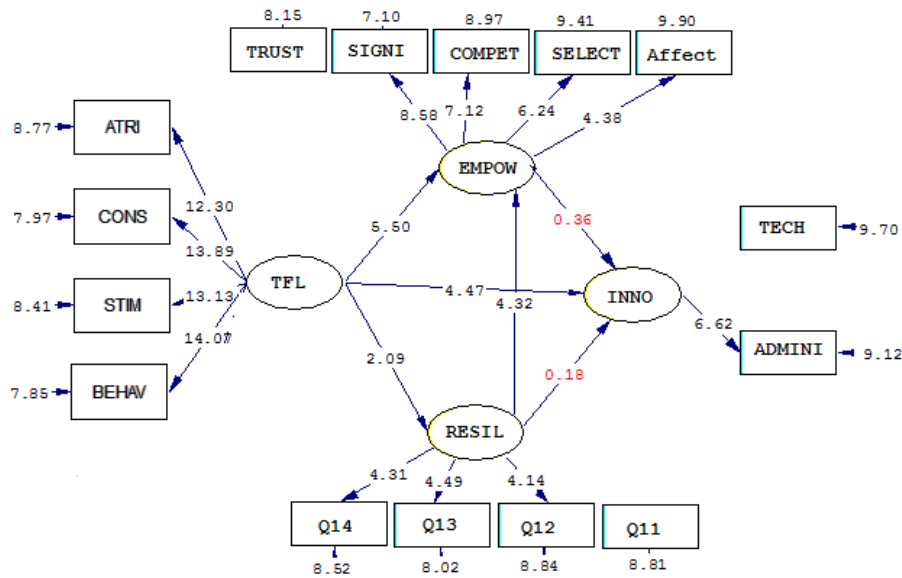 8.15 7.10 8.97 9.41 9.90
TRUST SIGNI COMPET SELECT Affect
8.58 7.12 6.24 4.38
8.77 ATRI
EMPOW
12.30
7.97 CONS
5.50 0.36
TECH 9.70
13.89
TFL
4.47 INNO
8.41 STIM 13.13
4.32
6.62
14.07
ADMINI 9.12
2.09
0.18
7.85 BEHAV
RESIL
4.31 4.49 4.14
Q14 Q13 Q12 Q11
8.52 8.02 8.84 8.81